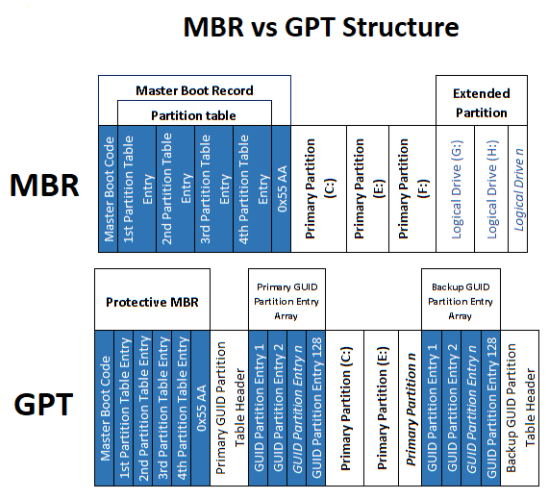 MBR vs GPT Structure
Master Boot Record
Partition table
Extended
Partition
MBR
Master Boot Code
1st Partition Table
Entry
2nd Partition Table
Entry
3rd Partition Table
Entry
4th Partition Table
Entry
0x55 AA
Primary Partition
(C:)
Primary Partition
(E:)
Primary Partition
(F:)
Logical Drive (G:)
Logical Drive (H:)
Logical Drive n
Protective MBR
Primary GUID
Partition Entry
Array
Backup GUID
Partition Entry
Array
GPT
Master Boot Code
1st Partition Table Entry
2nd Partition Table Entry
3rd Partition Table Entry
4th Partition Table Entry
0x55 AA
Primary GUID Partition
Table Header
GUID Partition Entry 1
GUID Partition Entry 2
GUID Partition Entry n
GUID Partition Entry 128
Primary Partition (C:)
Primary Partition (E:)
Primary Partition n
GUID Partition Entry 1
GUID Partition Entry 2
GUID Partition Entry n
GUID Partition Entry 128
Backup GUID Partition
Table Header